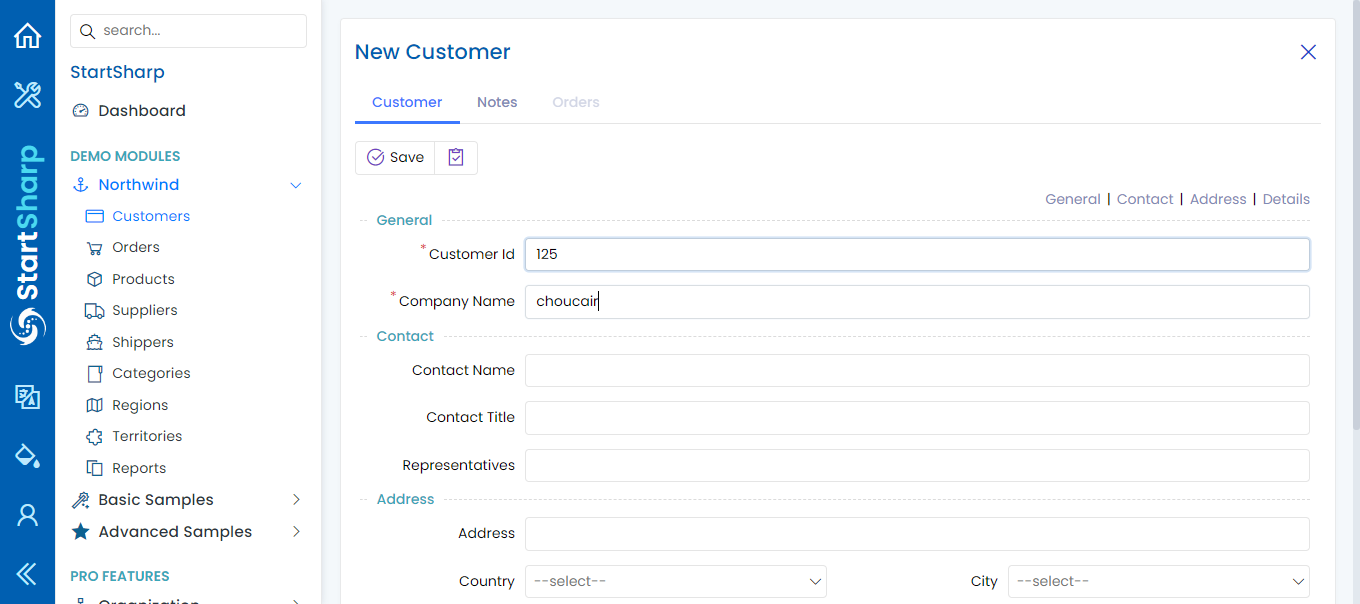 search...
StartSharp
Dashboard
DEMO MODULES
Northwind
Customers
Orders
Products
Suppliers
Shippers
Categories
Regions
Territories
Reports
Basic Samples
Advanced Samples
PRO FEATURES
Organization
StartSharp
New Customer
Customer Notes Orders
Save
General | Contact | Address | Details
General
* Customer Id 125
* Company Name choucair
Contact
Contact Name
Contact Title
Representatives
Address
Address
Country --select-- City --select--